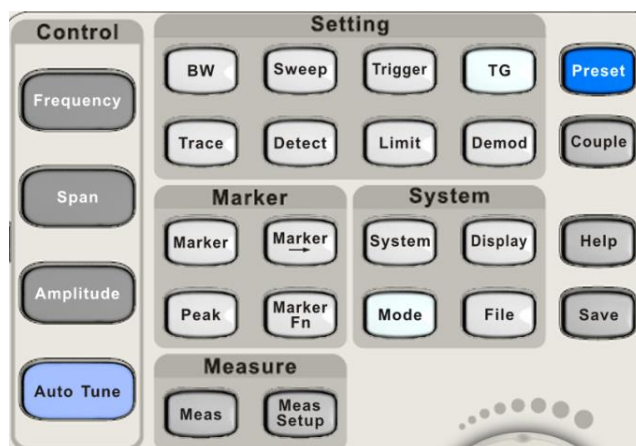 Control
Frequency
Span
Amplitude
Auto Tune
Setting
BW
Sweep
Trigger
TG
Trace
Detect
Limit
Demod
Marker
Marker
Marker
→
Peak
Marker
Fn
System
System
Display
Mode
File
Measure
Meas
Meas
Setup
Preset
Couple
Help
Save